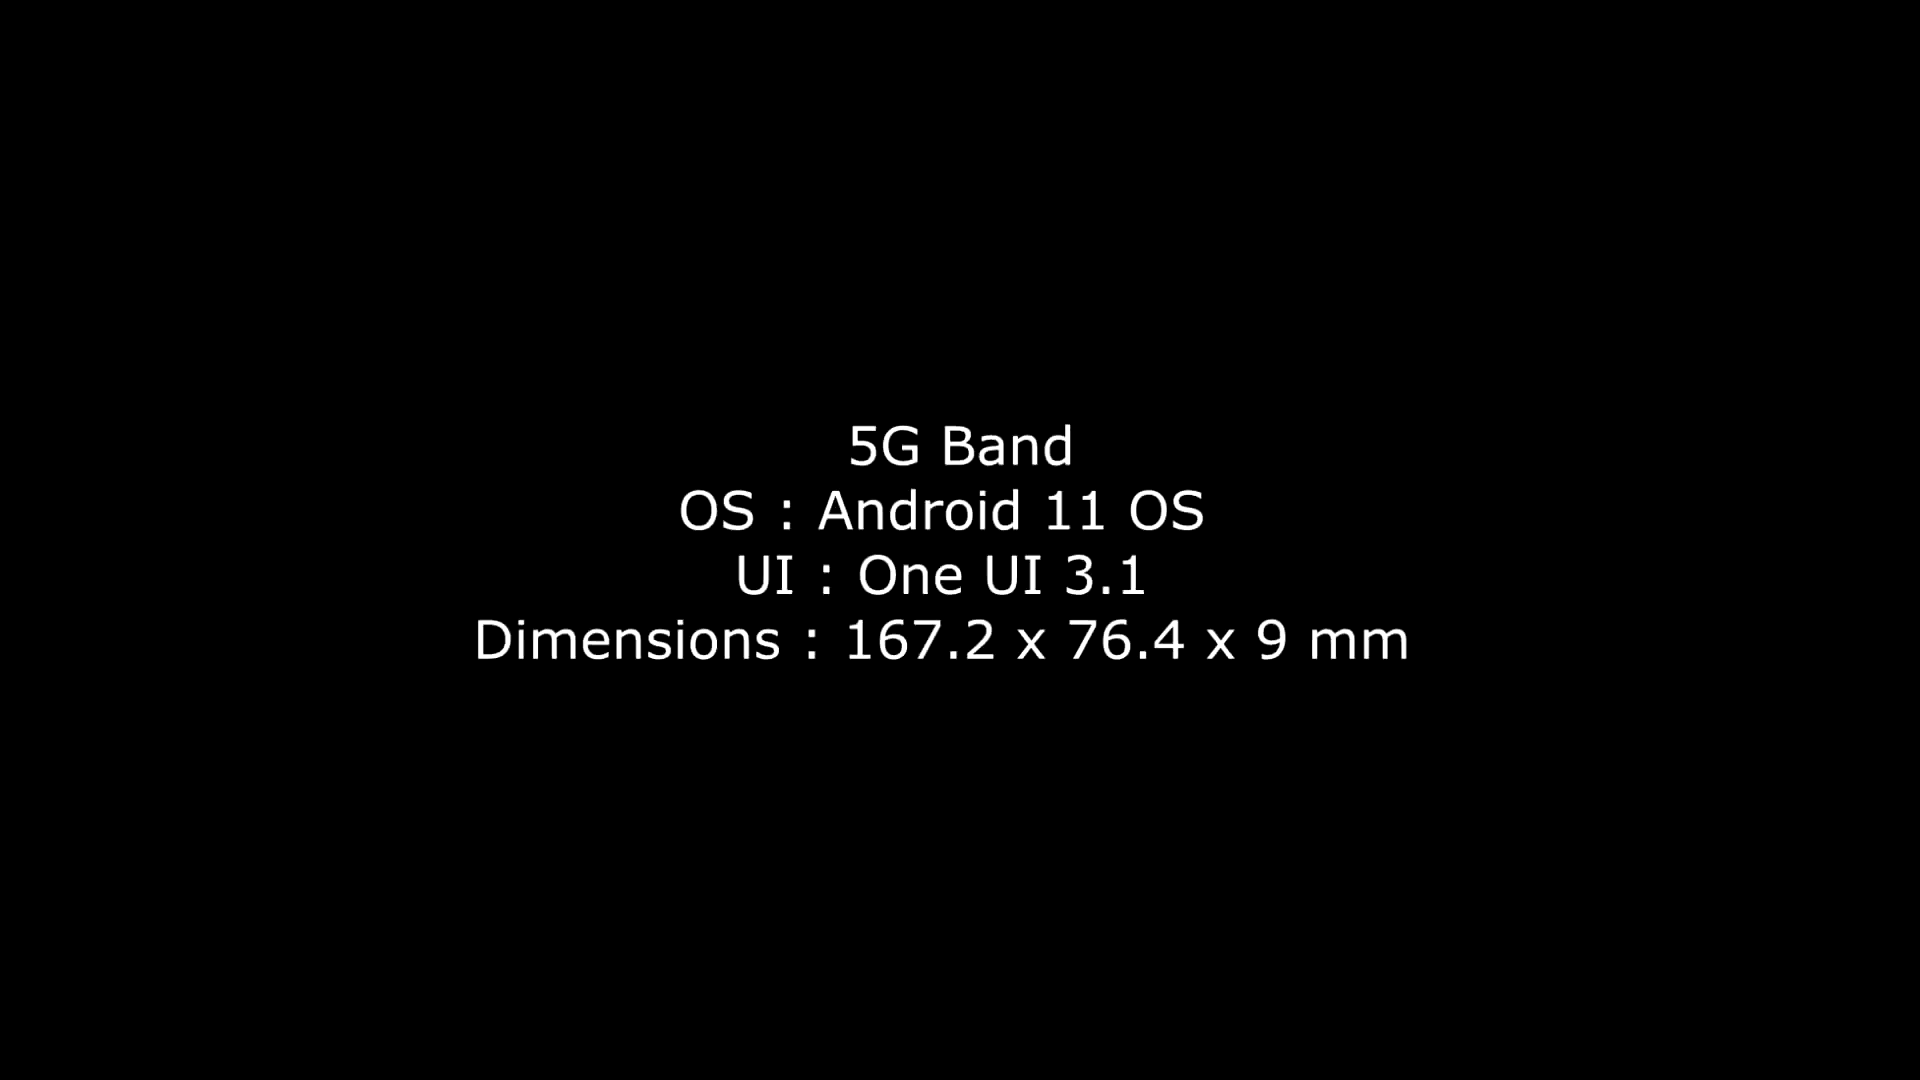 5G Band
OS : Android 11 OS
UI : One UI 3.1
Dimensions : 167.2 x 76.4 x 9 mm